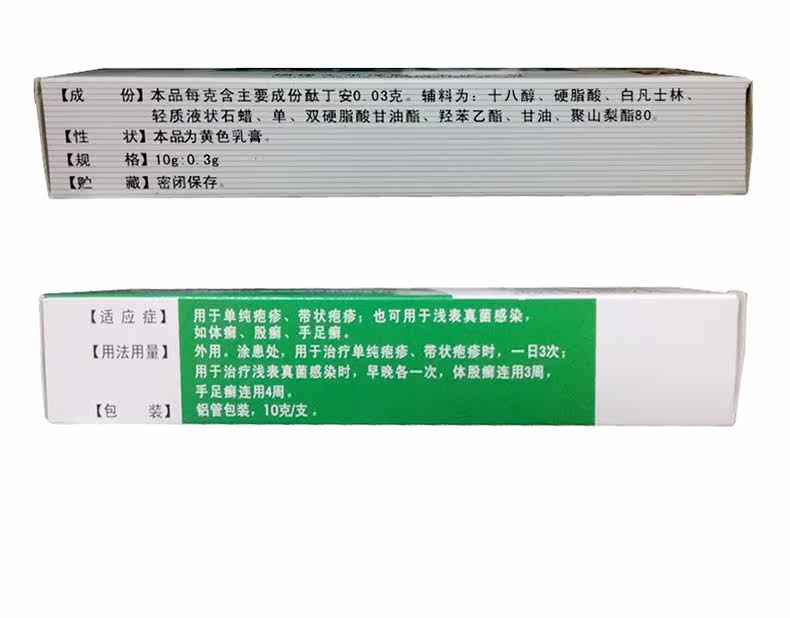 【成　份】本品每克含主要成份酞丁安0.03克。辅料为：十八醇、硬脂酸、白凡士林、
轻质液状石蜡、单、双硬脂酸甘油酯、羟苯乙酯、甘油、聚山梨酯80。
【性　状】本品为黄色乳膏。
【规　格】10g:0.3g
【贮　藏】密闭保存。
【适应症】用于单纯疱疹、带状疱疹；也可用于浅表真菌感染，
如体癣、股癣、手足癣。
【用法用量】外用。涂患处，用于治疗单纯疱疹、带状疱疹时，一日3次；
用于治疗浅表真菌感染时，早晚各一次，体股癣连用3周，
手足癣连用4周。
【包　装】铝管包装，10克/支。